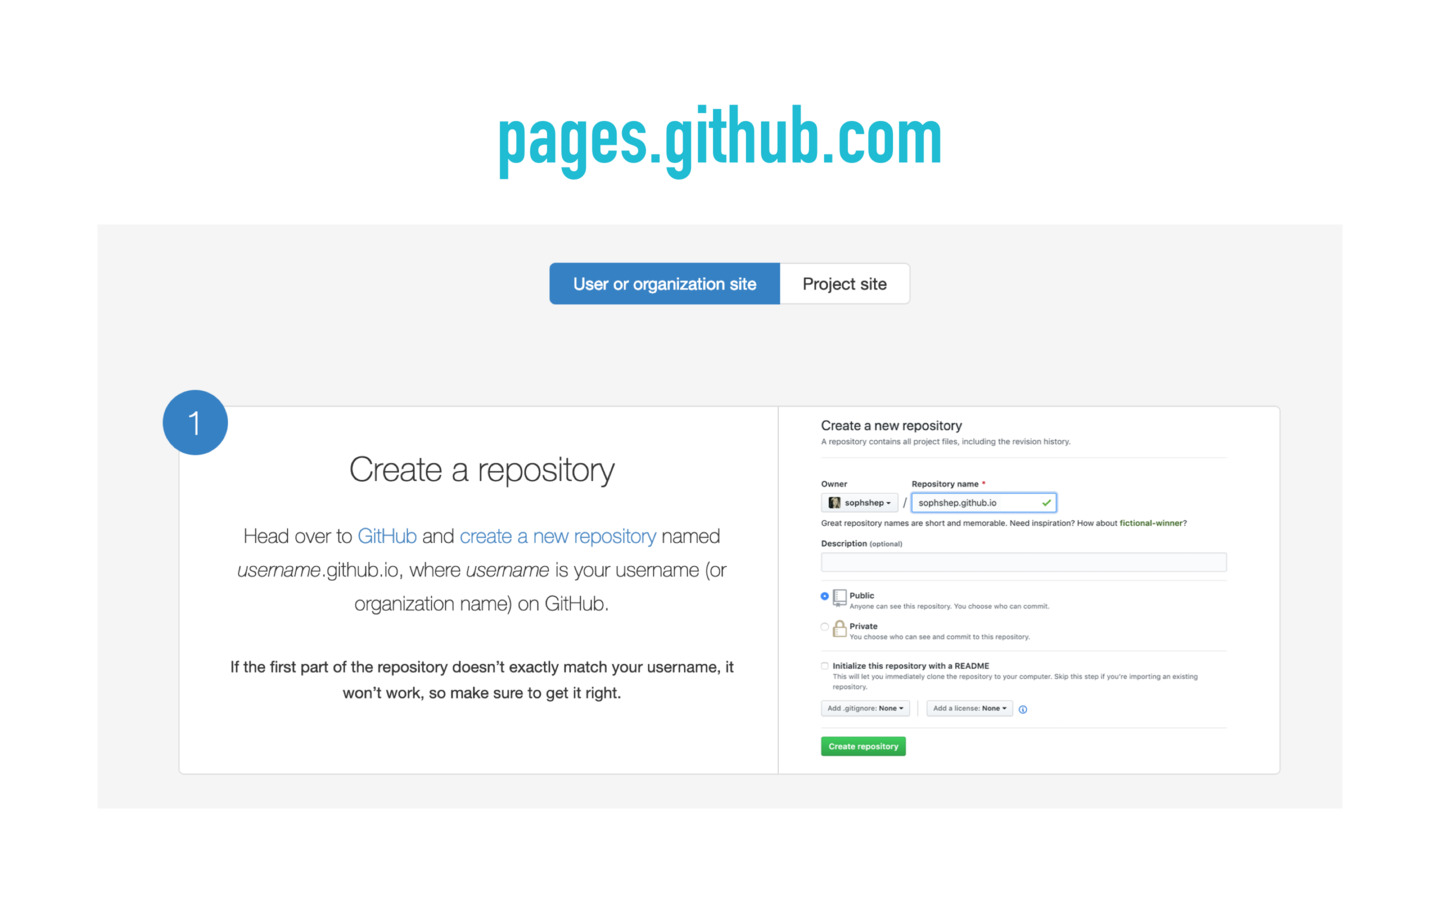 pages.github.com
User or organization site
Project site
1
Create a repository
Head over to GitHub and create a new repository named
username.github.io, where username is your username (or
organization name) on GitHub.
If the first part of the repository doesn’t exactly match your username, it
won’t work, so make sure to get it right.
Create a new repository
A repository contains all project files, including the revision history.
Owner
Repository name *
sophshep / sophshep.github.io
Great repository names are short and memorable. Need inspiration? How about fictional-winner?
Description (optional)
Public
Anyone can see this repository. You choose who can commit.
Private
You choose who can see and commit to this repository.
Initialize this repository with a README
This will let you immediately clone the repository to your computer. Skip this step if you’re importing an existing
repository.
Add .gitignore: None
Add a license: None
Create repository